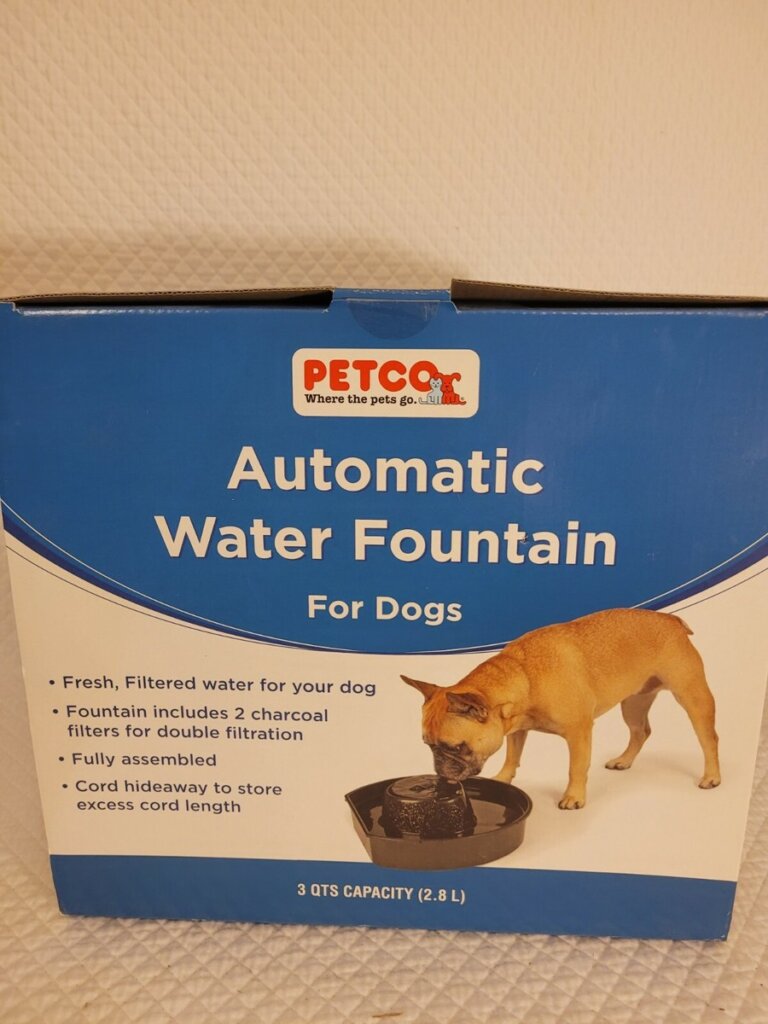 PETCO
Where the pets go.
Automatic
Water Fountain
For Dogs
• Fresh, Filtered water for your dog
• Fountain includes 2 charcoal
filters for double filtration
• Fully assembled
• Cord hideaway to store
excess cord length
3 QTS CAPACITY (2.8 L)